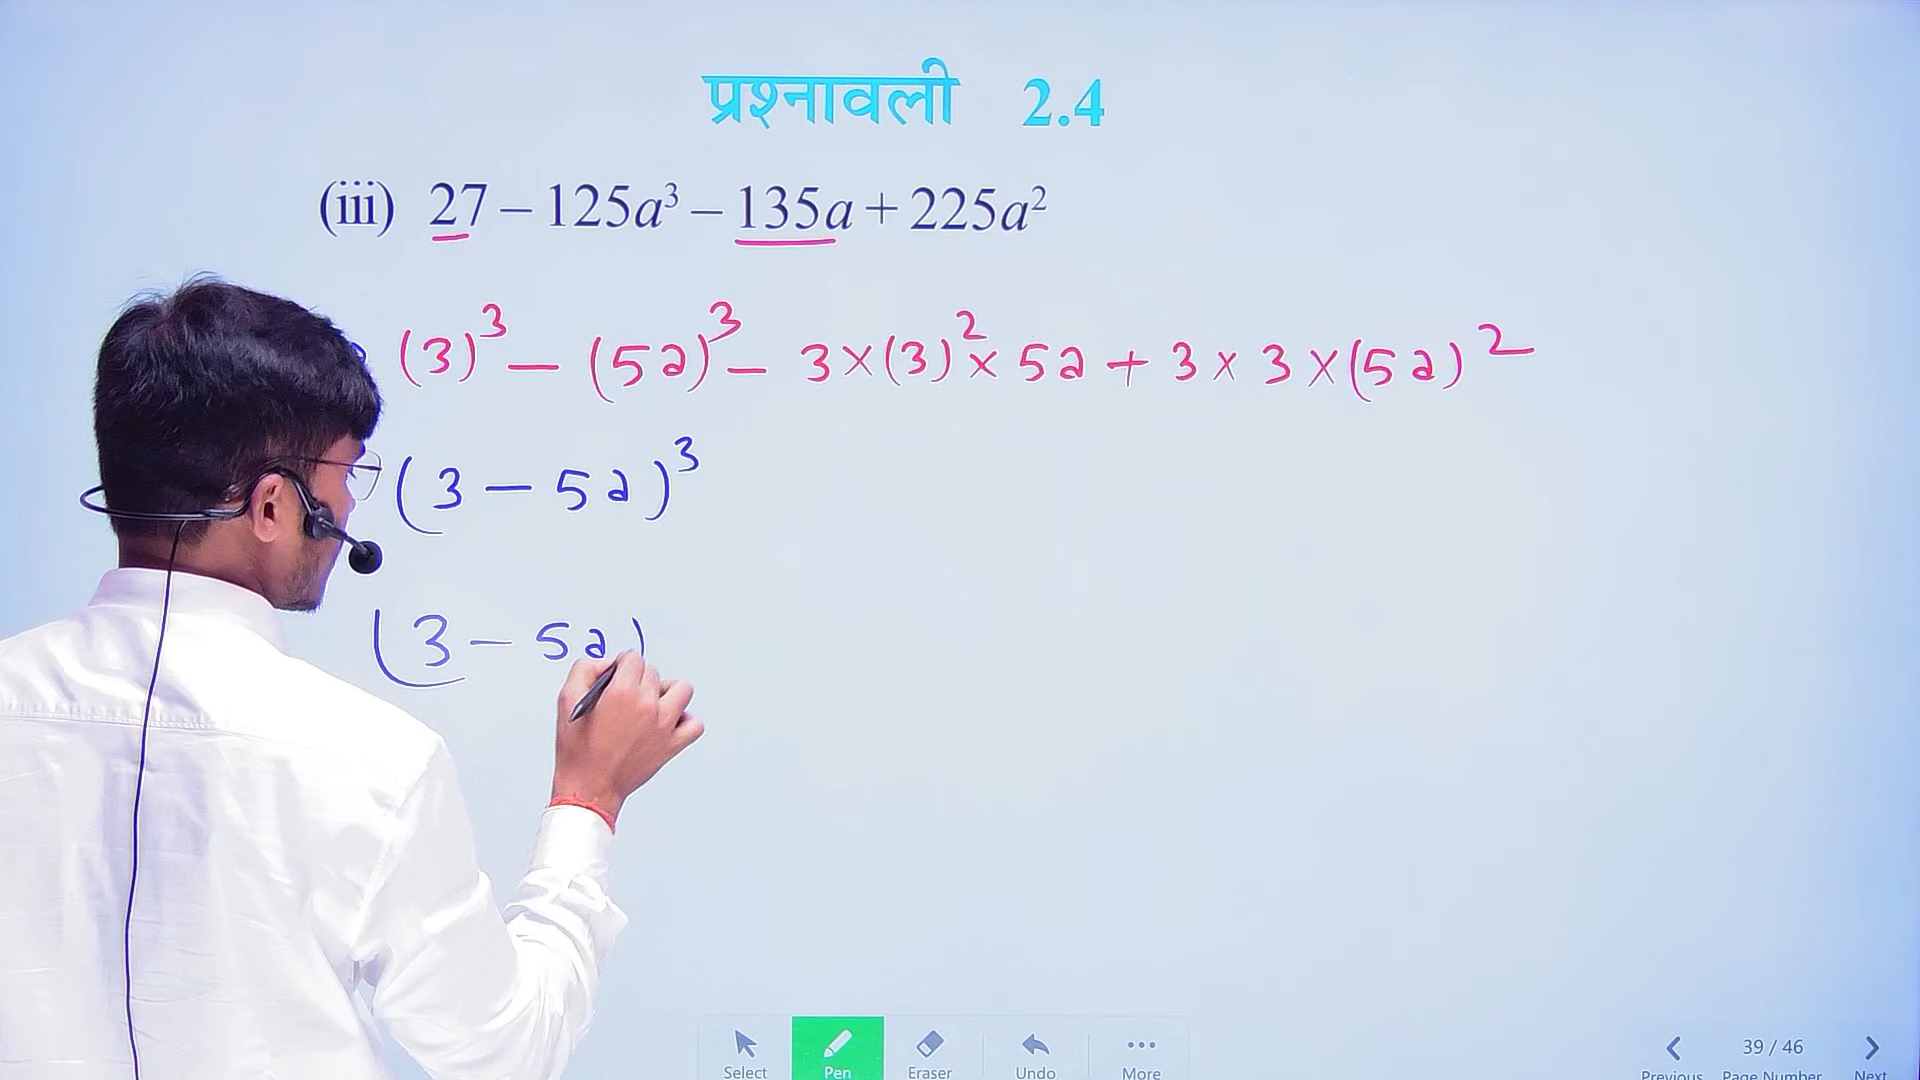 प्रश्नावली 2.4
(iii) 27 – 125a³ – 135a + 225a²
(3)³ – (5a)³ – 3×(3)²× 5a + 3 × 3 ×(5a)²
(3 – 5a)³
(3 – 5a)
Select Pen Eraser Undo More
39 / 46
Previous Page Number Next